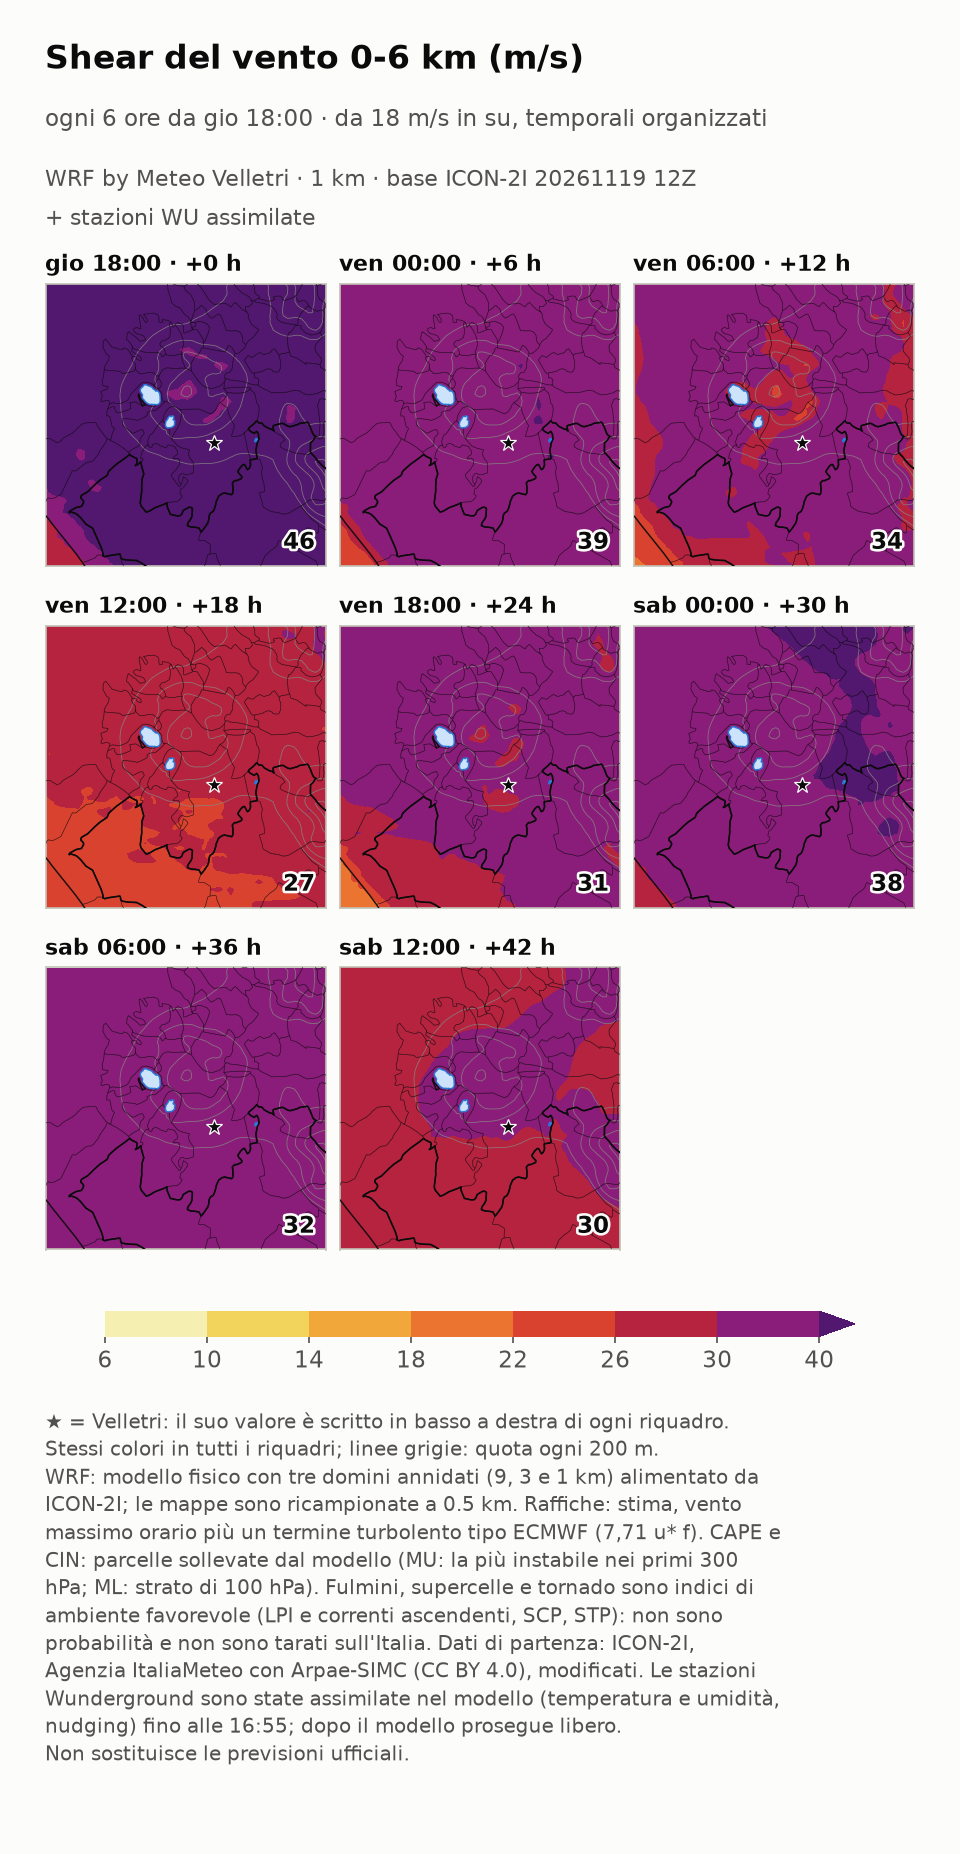 Shear del vento 0-6 km (m/s)
ogni 6 ore da gio 18:00 · da 18 m/s in su, temporali organizzati
WRF by Meteo Velletri · 1 km · base ICON-2I 20261119 12Z
+ stazioni WU assimilate
gio 18:00 · +0 h
ven 00:00 · +6 h
ven 06:00 · +12 h
46
39
34
ven 12:00 · +18 h
ven 18:00 · +24 h
sab 00:00 · +30 h
27
31
38
sab 06:00 · +36 h
sab 12:00 · +42 h
32
30
6 10 14 18 22 26 30 40
★ = Velletri: il suo valore è scritto in basso a destra di ogni riquadro.
Stessi colori in tutti i riquadri; linee grigie: quota ogni 200 m.
WRF: modello fisico con tre domini annidati (9, 3 e 1 km) alimentato da
ICON-2I; le mappe sono ricampionate a 0.5 km. Raffiche: stima, vento
massimo orario più un termine turbolento tipo ECMWF (7,71 u* f). CAPE e
CIN: parcelle sollevate dal modello (MU: la più instabile nei primi 300
hPa; ML: strato di 100 hPa). Fulmini, supercelle e tornado sono indici di
ambiente favorevole (LPI e correnti ascendenti, SCP, STP): non sono
probabilità e non sono tarati sull'Italia. Dati di partenza: ICON-2I,
Agenzia ItaliaMeteo con Arpae-SIMC (CC BY 4.0), modificati. Le stazioni
Wunderground sono state assimilate nel modello (temperatura e umidità,
nudging) fino alle 16:55; dopo il modello prosegue libero.
Non sostituisce le previsioni ufficiali.